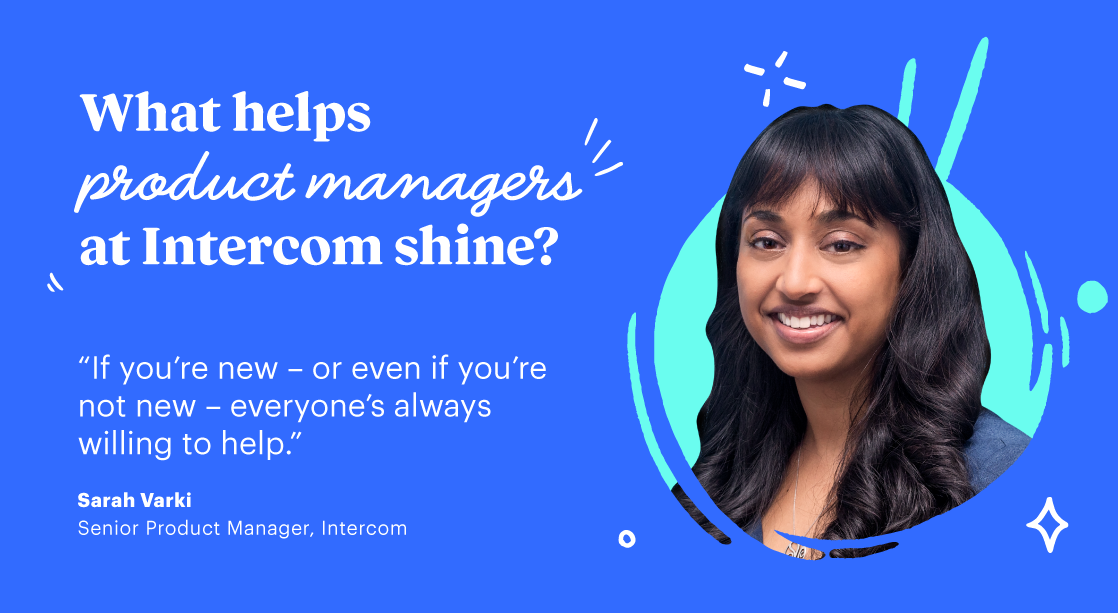 What helps
product managers
at Intercom shine?
“If you’re new – or even if you’re
not new – everyone’s always
willing to help.”
Sarah Varki
Senior Product Manager, Intercom